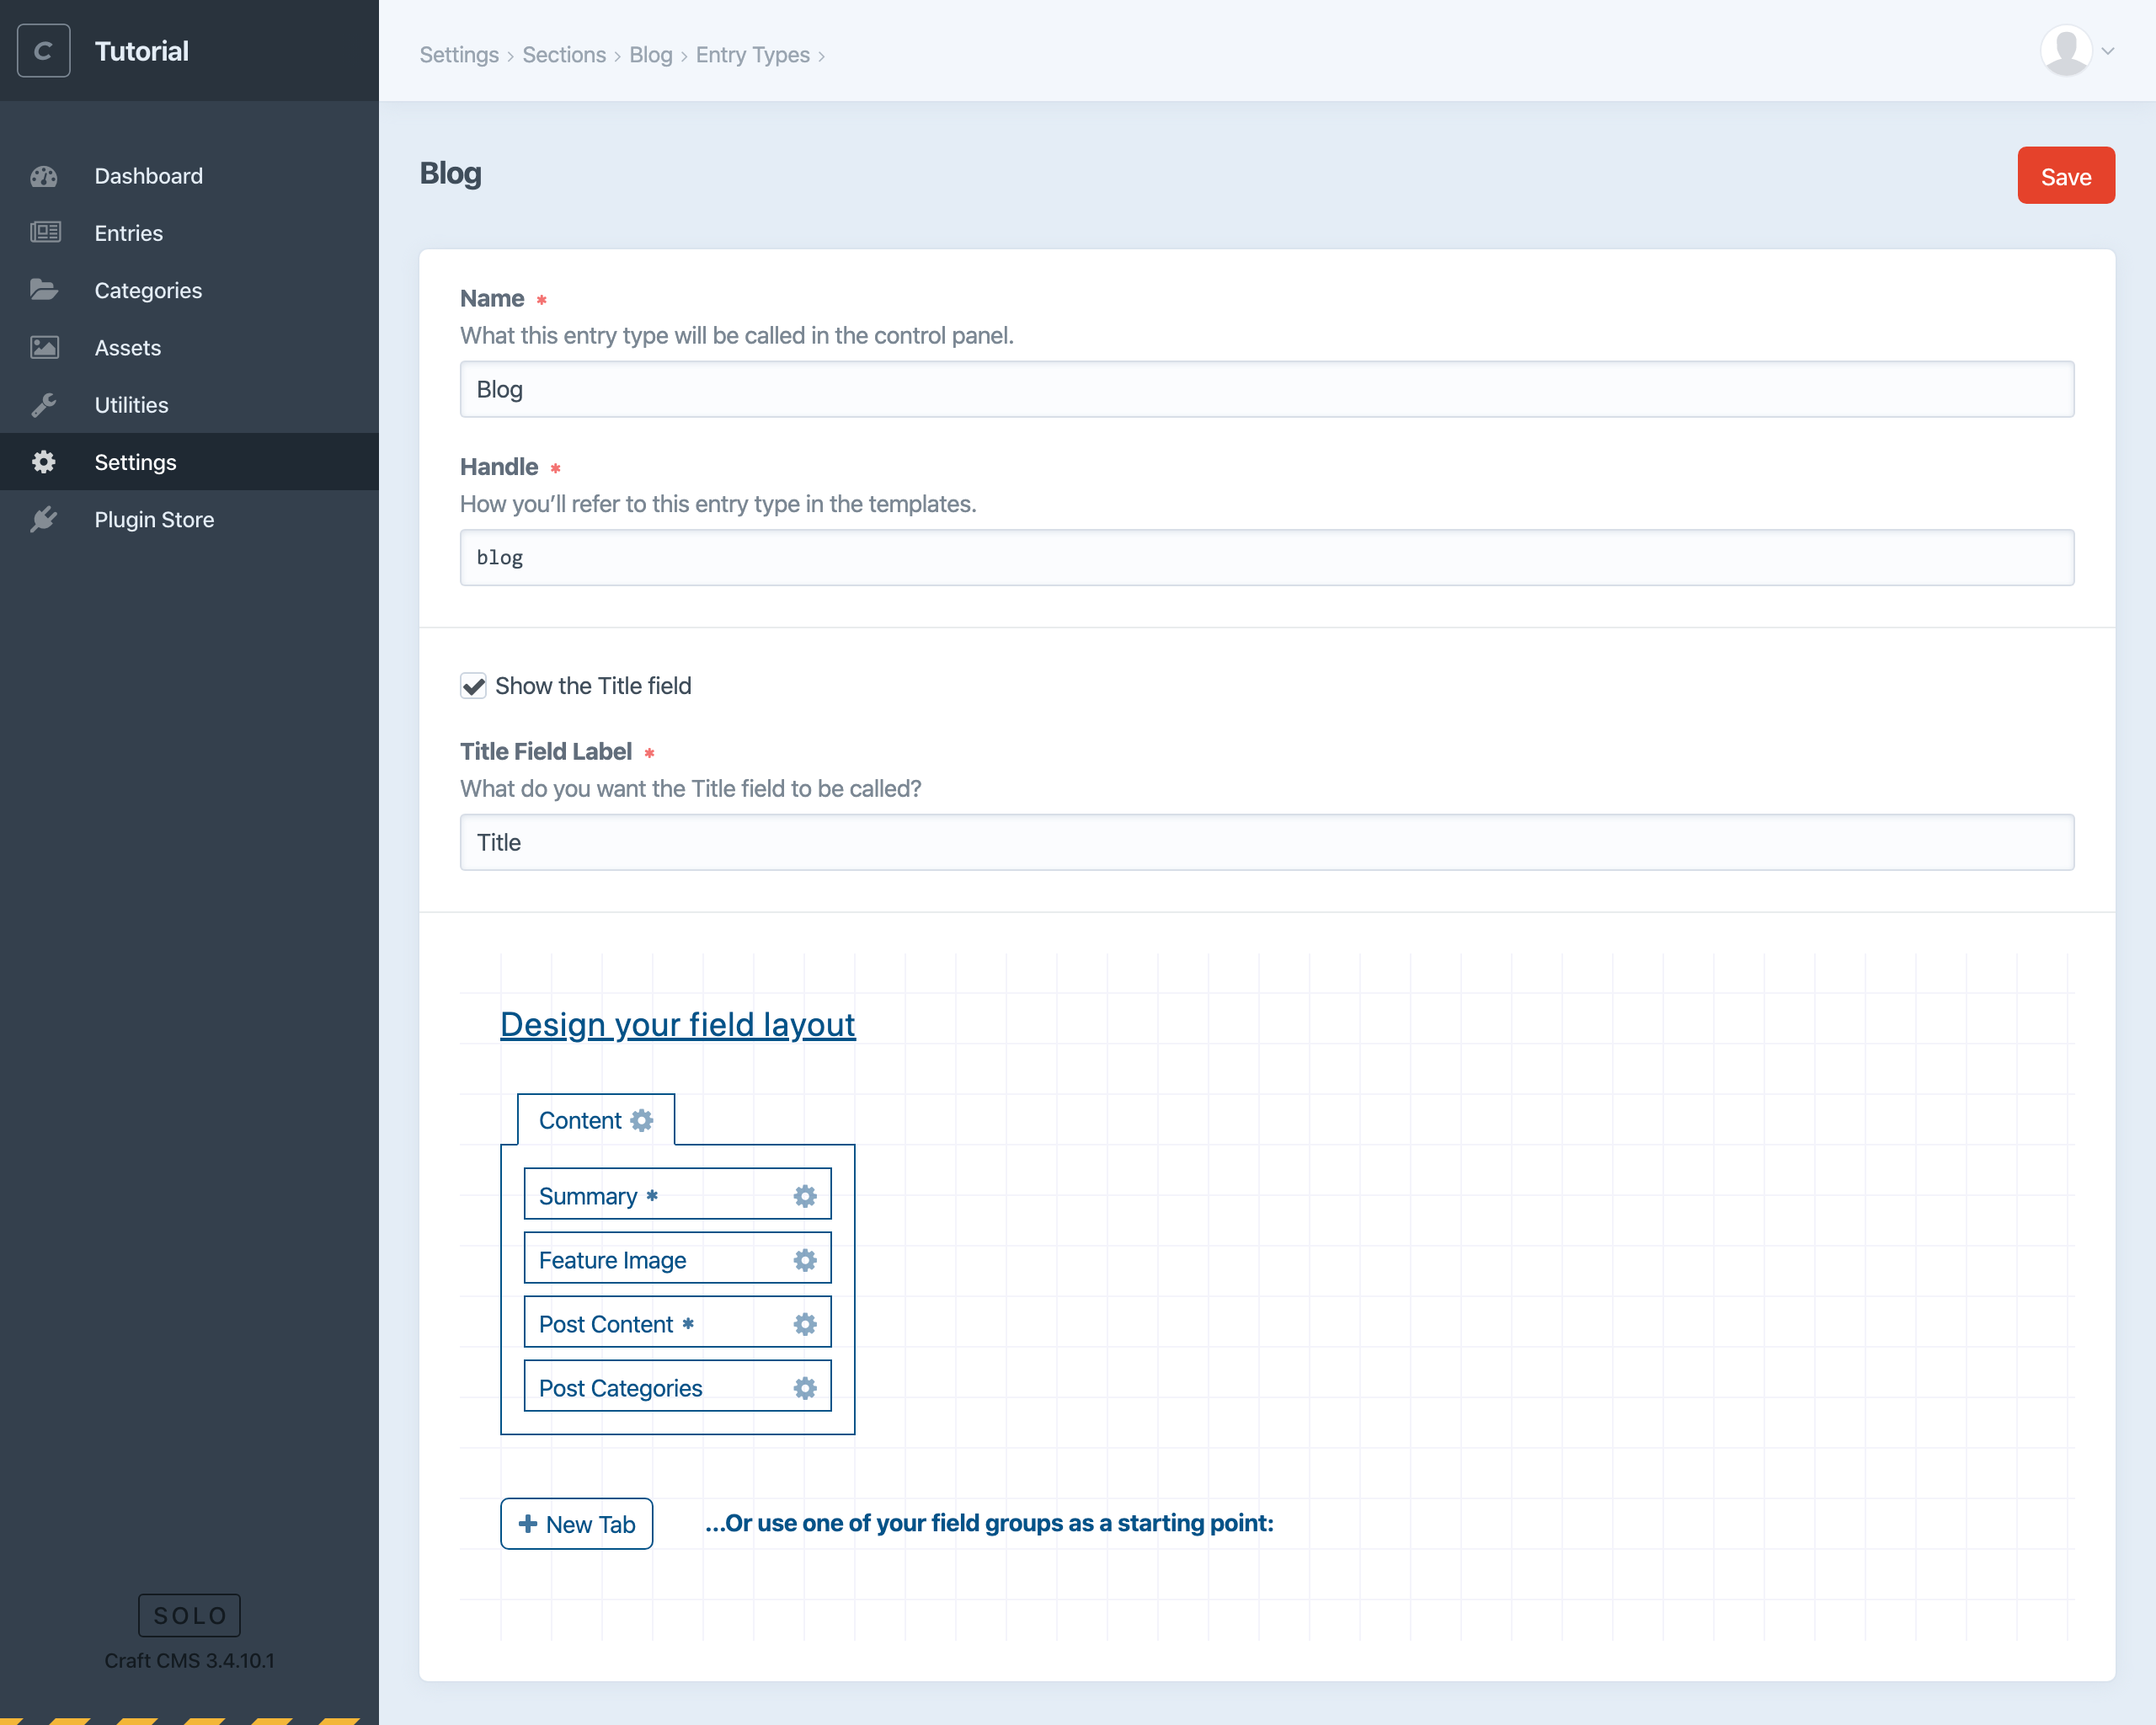 C
Tutorial
Settings › Sections › Blog › Entry Types ›
Dashboard
Entries
Categories
Assets
Utilities
Settings
Plugin Store
SOLO
Craft CMS 3.4.10.1
Blog
Save
Name *
What this entry type will be called in the control panel.
Blog
Handle *
How you’ll refer to this entry type in the templates.
blog
Show the Title field
Title Field Label *
What do you want the Title field to be called?
Title
Design your field layout
Content
Summary *
Feature Image
Post Content *
Post Categories
+ New Tab
…Or use one of your field groups as a starting point: